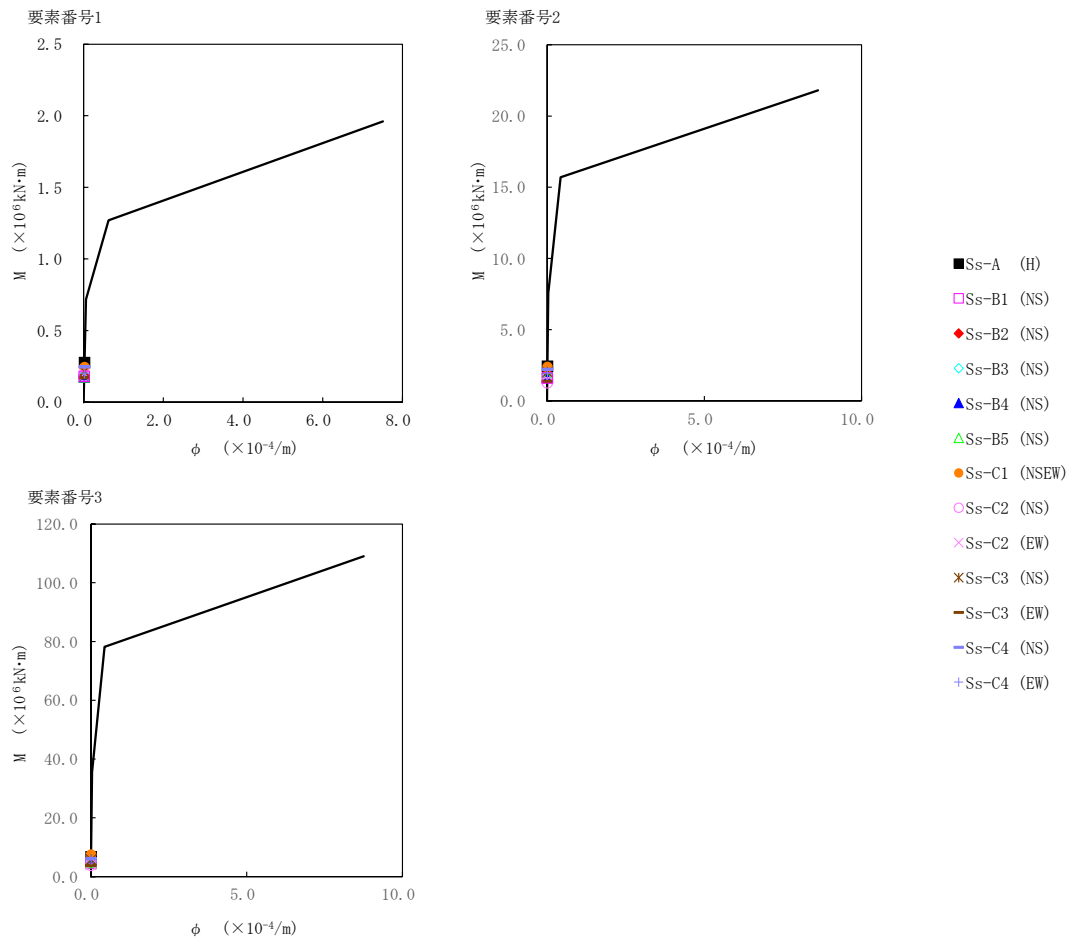 要素番号1
2.5
2.0
1.5
1.0
0.5
0.0
M (×10⁶kN·m)
0.0 2.0 4.0 6.0 8.0
φ (×10⁻⁴/m)
要素番号2
25.0
20.0
15.0
10.0
5.0
0.0
M (×10⁶kN·m)
0.0 5.0 10.0
φ (×10⁻⁴/m)
要素番号3
120.0
100.0
80.0
60.0
40.0
20.0
0.0
M (×10⁶kN·m)
0.0 5.0 10.0
φ (×10⁻⁴/m)
Ss-A (H)
Ss-B1 (NS)
Ss-B2 (NS)
Ss-B3 (NS)
Ss-B4 (NS)
Ss-B5 (NS)
Ss-C1 (NSEW)
Ss-C2 (NS)
Ss-C2 (EW)
Ss-C3 (NS)
Ss-C3 (EW)
Ss-C4 (NS)
Ss-C4 (EW)